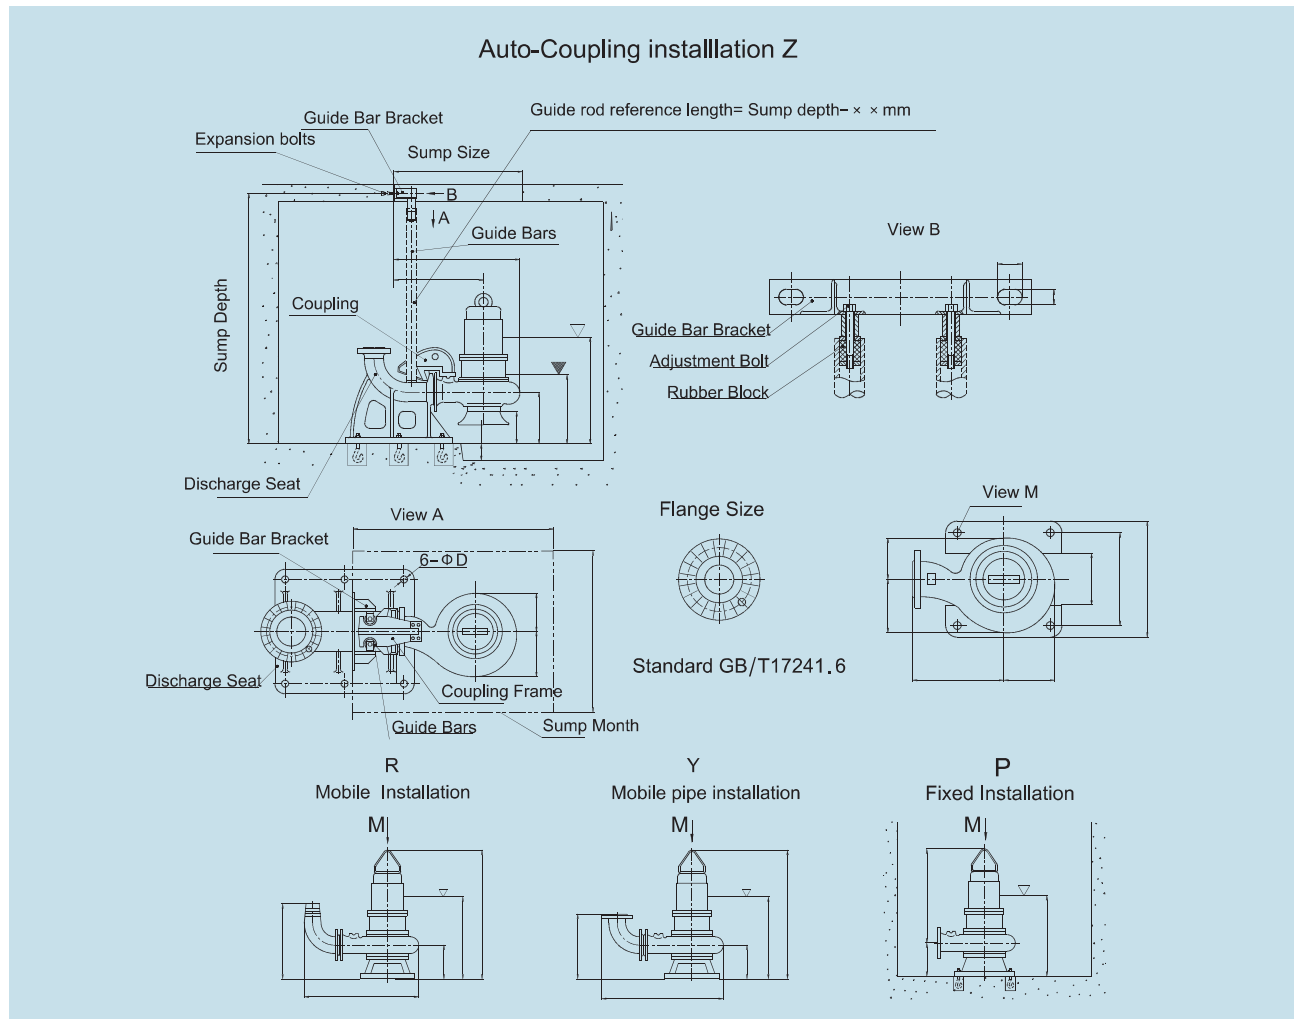 Auto-Coupling installlation Z
Guide rod reference length= Sump depth- × × mm
Guide Bar Bracket
Expansion bolts
Sump Size
B
A
Guide Bars
Coupling
Sump Depth
Discharge Seat
View B
Guide Bar Bracket
Adjustment Bolt
Rubber Block
View A
Guide Bar Bracket
6-ΦD
Discharge Seat
Coupling Frame
Guide Bars
Sump Month
Flange Size
Standard GB/T17241.6
View M
R
Mobile Installation
M
Y
Mobile pipe installation
M
P
Fixed Installation
M